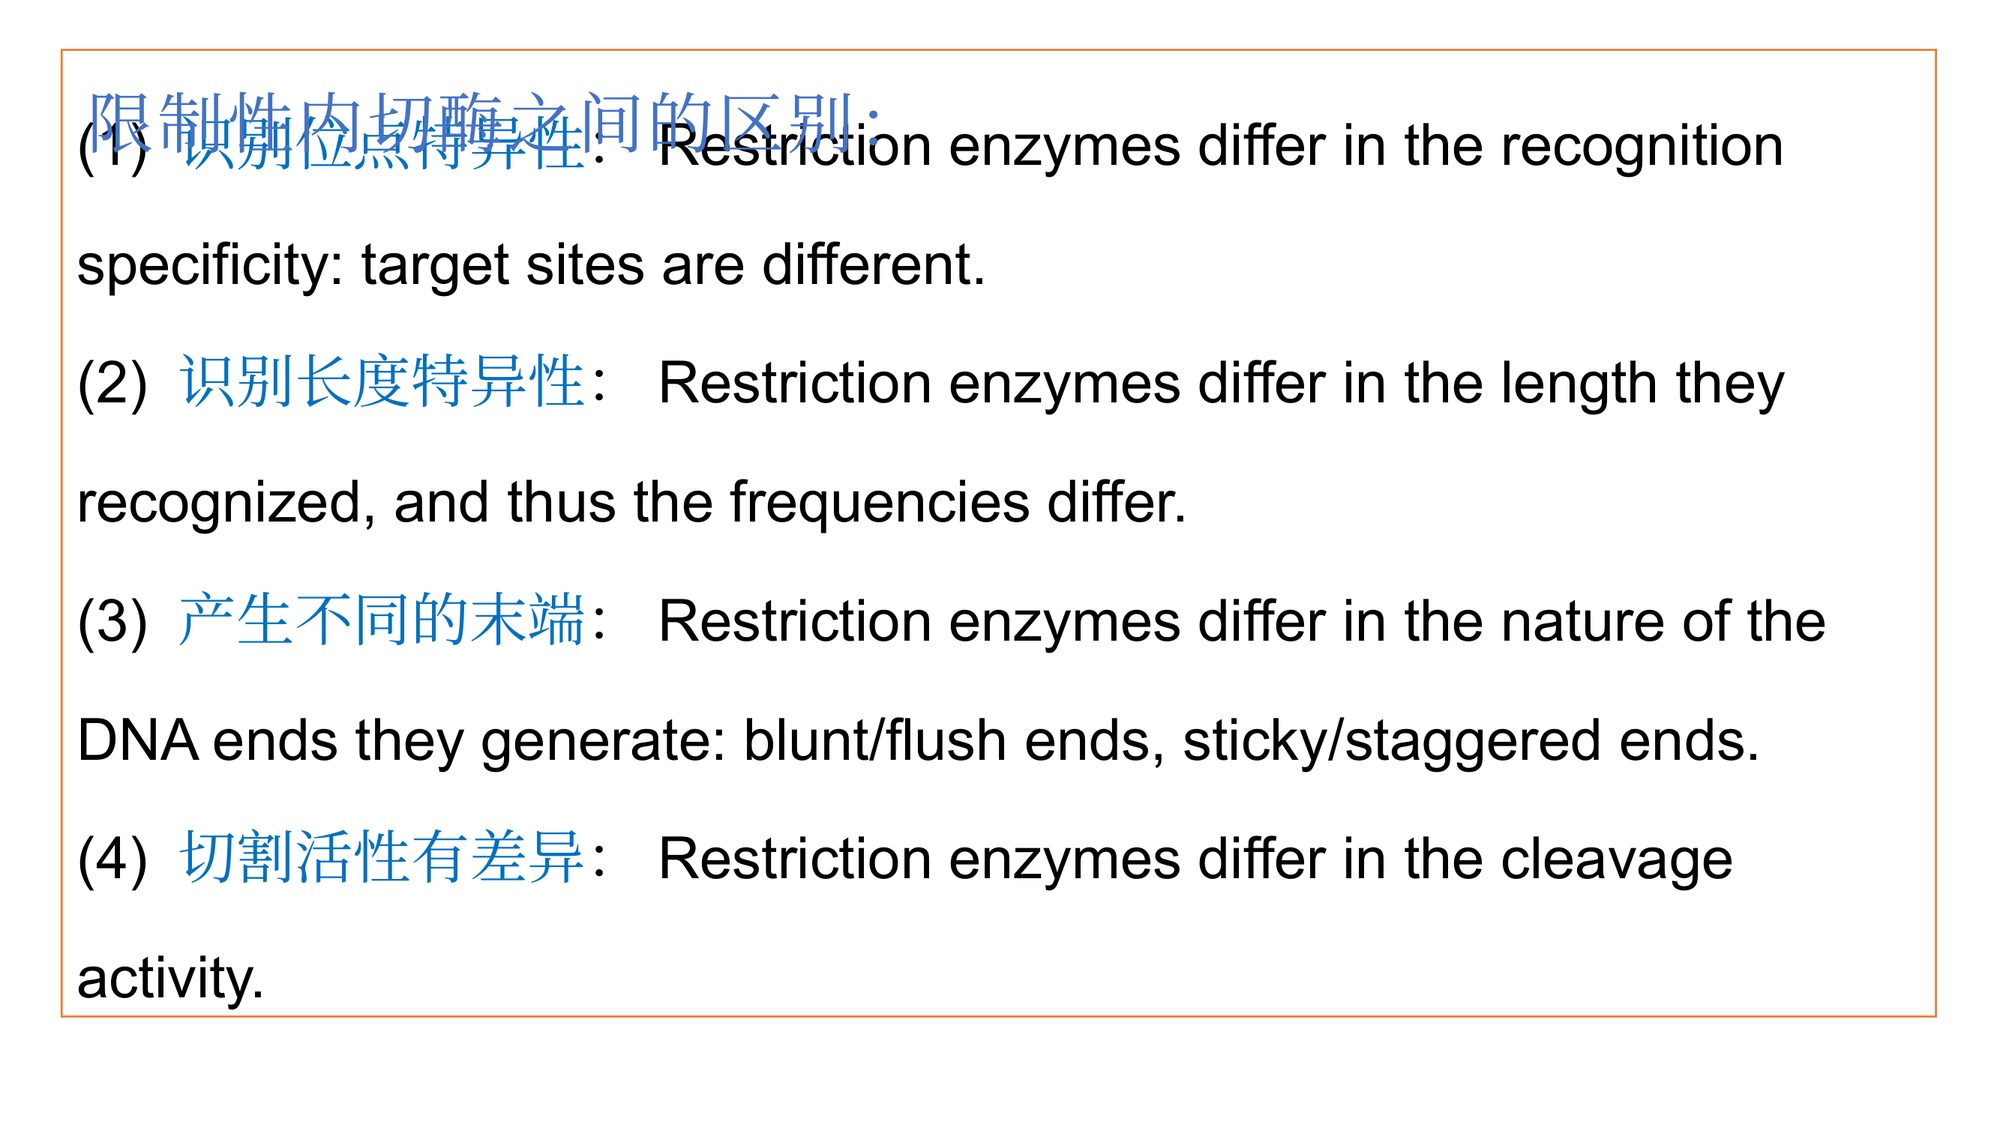 限制性内切酶之间的区别：
(1) 识别位点特异性： Restriction enzymes differ in the recognition
specificity: target sites are different.
(2) 识别长度特异性： Restriction enzymes differ in the length they
recognized, and thus the frequencies differ.
(3) 产生不同的末端： Restriction enzymes differ in the nature of the
DNA ends they generate: blunt/flush ends, sticky/staggered ends.
(4) 切割活性有差异： Restriction enzymes differ in the cleavage
activity.